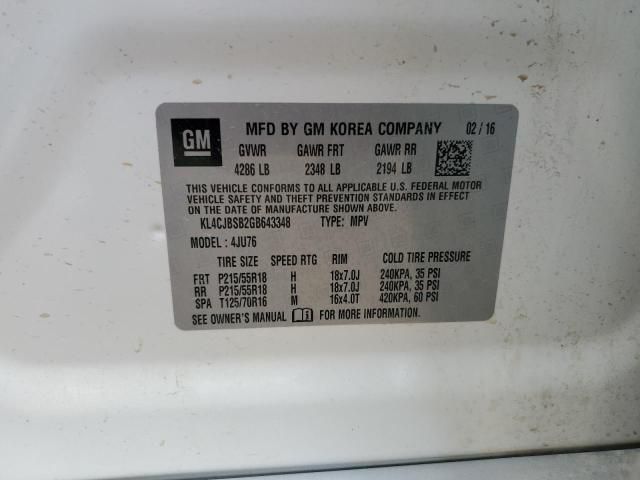 GM MFD BY GM KOREA COMPANY 02 / 16
GVWR GAWR FRT GAWR RR
4286 LB 2348 LB 2194 LB
THIS VEHICLE CONFORMS TO ALL APPLICABLE U.S. FEDERAL MOTOR
VEHICLE SAFETY AND THEFT PREVENTION STANDARDS IN EFFECT ON
THE DATE OF MANUFACTURE SHOWN ABOVE.
KL4CJBSB2GB643348 TYPE: MPV
MODEL : 4JU76
TIRE SIZE SPEED RTG RIM COLD TIRE PRESSURE
FRT P215/55R18 H 18x7.0J 240KPA, 35 PSI
RR P215/55R18 H 18x7.0J 240KPA, 35 PSI
SPA T125/70R16 M 16x4.0T 420KPA, 60 PSI
SEE OWNER'S MANUAL i FOR MORE INFORMATION.